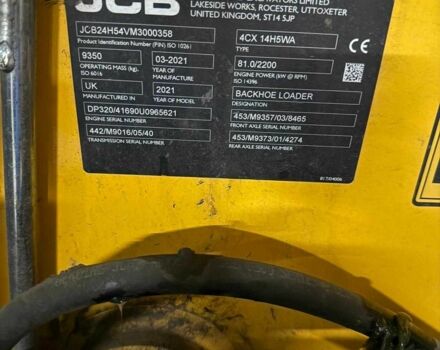 JCB
LAKESIDE WORKS, ROCESTER, UTTOXETER
UNITED KINGDOM, ST14 5JP
JCB24H54VM3000358
Product Identification Number (PIN) (ISO 10261)
4CX 14H5WA
TYPE
9350
OPERATING MASS (kg),
ISO 6016
03-2021
YEAR OF
MANUFACTURE
81.0/2200
ENGINE POWER (kW @ RPM)
ISO 14396
UK
MANUFACTURED IN
2021
YEAR OF MODEL
BACKHOE LOADER
DP320/41690U0965621
ENGINE SERIAL NUMBER
453/M9357/03/8465
FRONT AXLE SERIAL NUMBER
442/M9016/05/40
TRANSMISSION SERIAL NUMBER
453/M9373/01/4274
REAR AXLE SERIAL NUMBER
817/04006